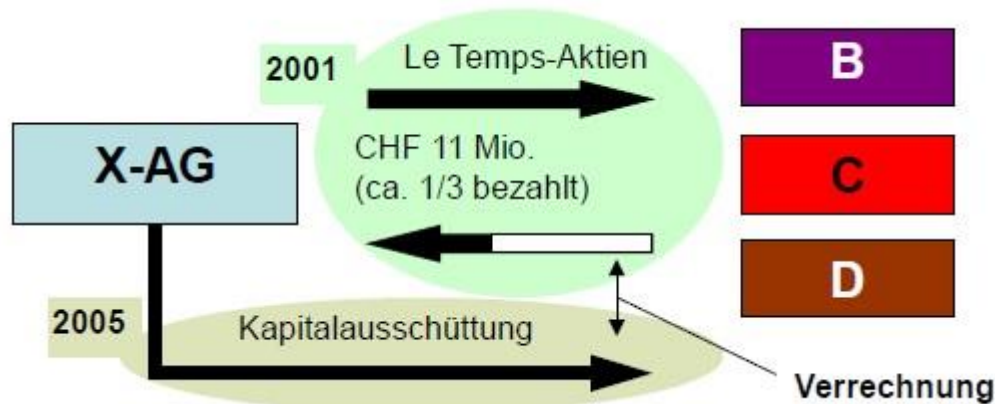 2001
Le Temps-Aktien
B
X-AG
CHF 11 Mio.
(ca. 1/3 bezahlt)
C
D
2005
Kapitalausschüttung
Verrechnung